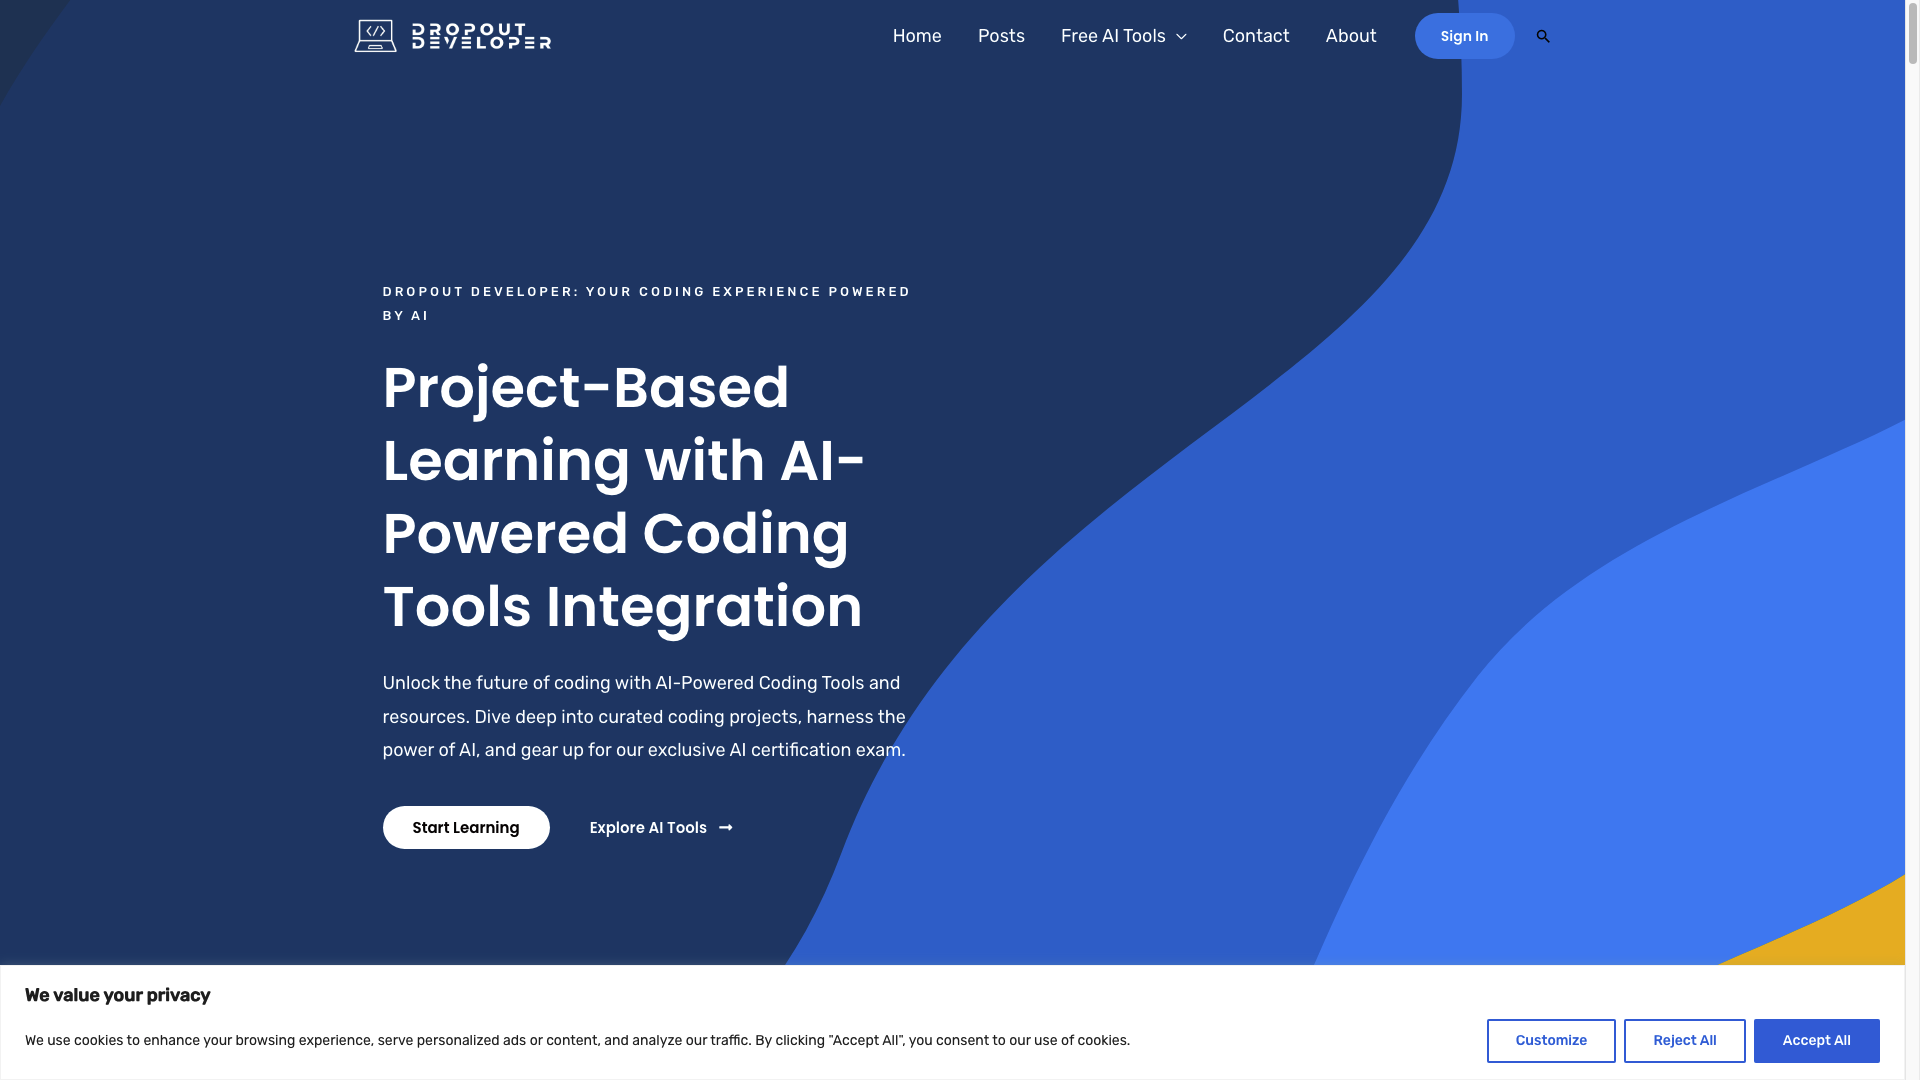 DROPOUT
DEVELOPER
Home
Posts
Free AI Tools
Contact
About
Sign In
DROPOUT DEVELOPER: YOUR CODING EXPERIENCE POWERED
BY AI
Project-Based
Learning with AI-
Powered Coding
Tools Integration
Unlock the future of coding with AI-Powered Coding Tools and
resources. Dive deep into curated coding projects, harness the
power of AI, and gear up for our exclusive AI certification exam.
Start Learning
Explore AI Tools
We value your privacy
We use cookies to enhance your browsing experience, serve personalized ads or content, and analyze our traffic. By clicking "Accept All", you consent to our use of cookies.
Customize
Reject All
Accept All